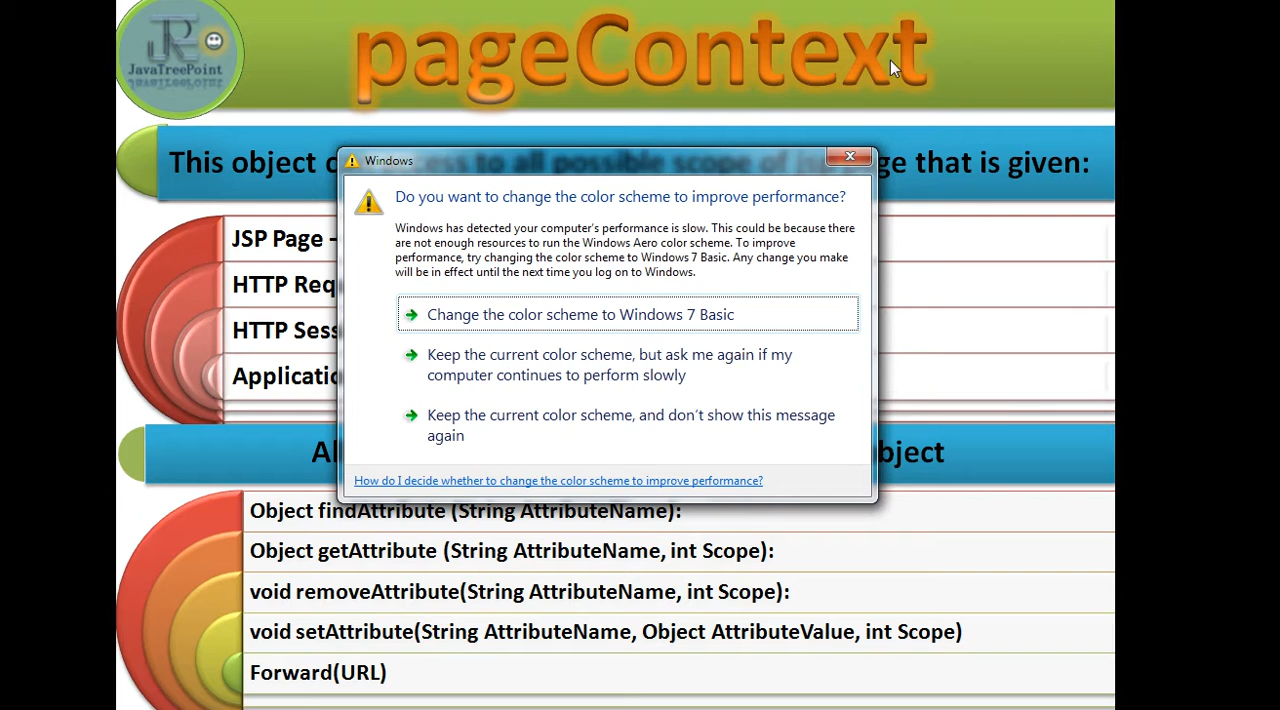 JavaTreePoint
pageContext
This object c
cess to all possible scope of jsp page that is given:
JSP Page -
HTTP Req
HTTP Sess
Applicatio
Windows
Do you want to change the color scheme to improve performance?
Windows has detected your computer's performance is slow. This could be because there
are not enough resources to run the Windows Aero color scheme. To improve
performance, try changing the color scheme to Windows 7 Basic. Any change you make
will be in effect until the next time you log on to Windows.
Change the color scheme to Windows 7 Basic
Keep the current color scheme, but ask me again if my
computer continues to perform slowly
Keep the current color scheme, and don't show this message
again
How do I decide whether to change the color scheme to improve performance?
bject
Object findAttribute (String AttributeName):
Object getAttribute (String AttributeName, int Scope):
void removeAttribute(String AttributeName, int Scope):
void setAttribute(String AttributeName, Object AttributeValue, int Scope)
Forward(URL)